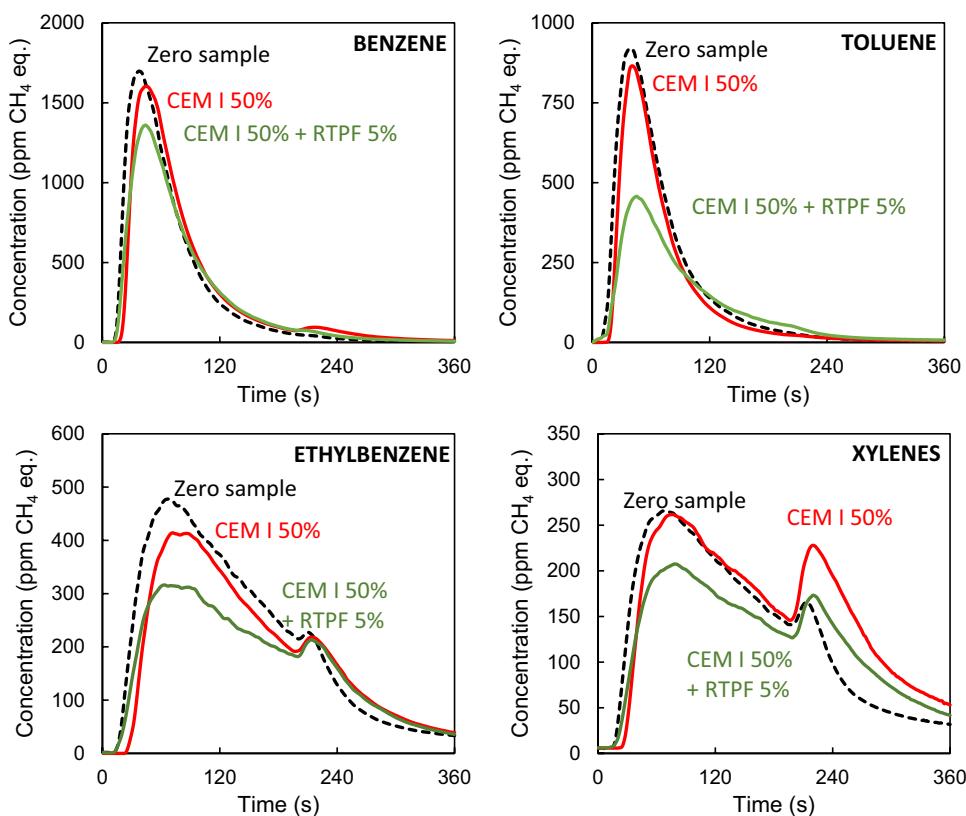 BENZENE
Zero sample
CEM I 50%
CEM I 50% + RTPF 5%
Concentration (ppm CH4 eq.)
2000
1500
1000
500
0
0 120 240 360
Time (s)
TOLUENE
Zero sample
CEM I 50%
CEM I 50% + RTPF 5%
Concentration (ppm CH4 eq.)
1000
750
500
250
0
0 120 240 360
Time (s)
ETHYLBENZENE
Zero sample
CEM I 50%
CEM I 50%
+ RTPF 5%
Concentration (ppm CH4 eq.)
600
500
400
300
200
100
0
0 120 240 360
Time (s)
XYLENES
Zero sample
CEM I 50%
CEM I 50%
+ RTPF 5%
Concentration (ppm CH4 eq.)
350
300
250
200
150
100
50
0
0 120 240 360
Time (s)